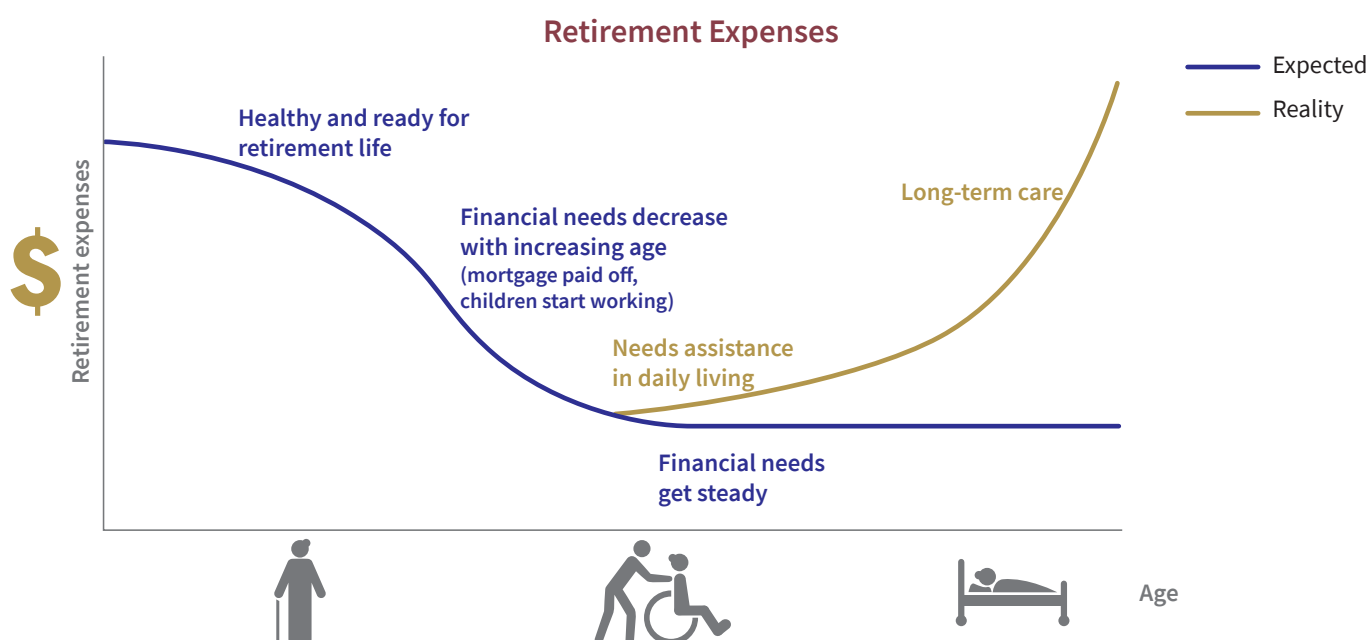 Retirement Expenses
Expected
Reality
Healthy and ready for
retirement life
Financial needs decrease
with increasing age
(mortgage paid off,
children start working)
Long-term care
Needs assistance
in daily living
Financial needs
get steady
$
Retirement expenses
Age